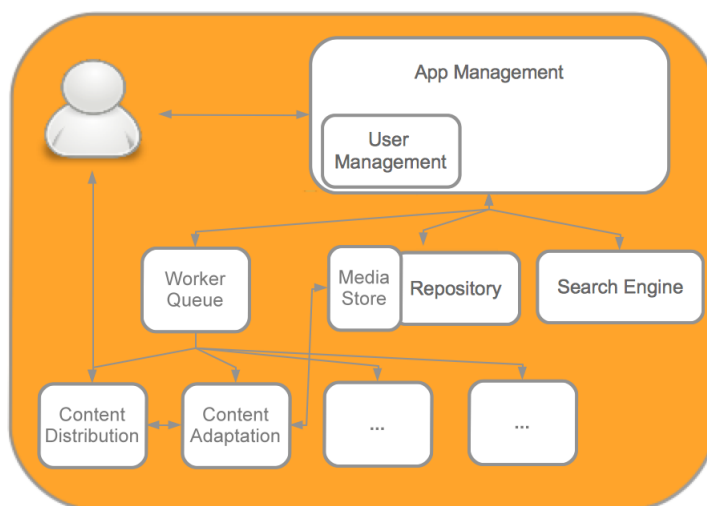 App Management
User
Management
Worker
Queue
Media
Store
Repository
Search Engine
Content
Distribution
Content
Adaptation
...
...